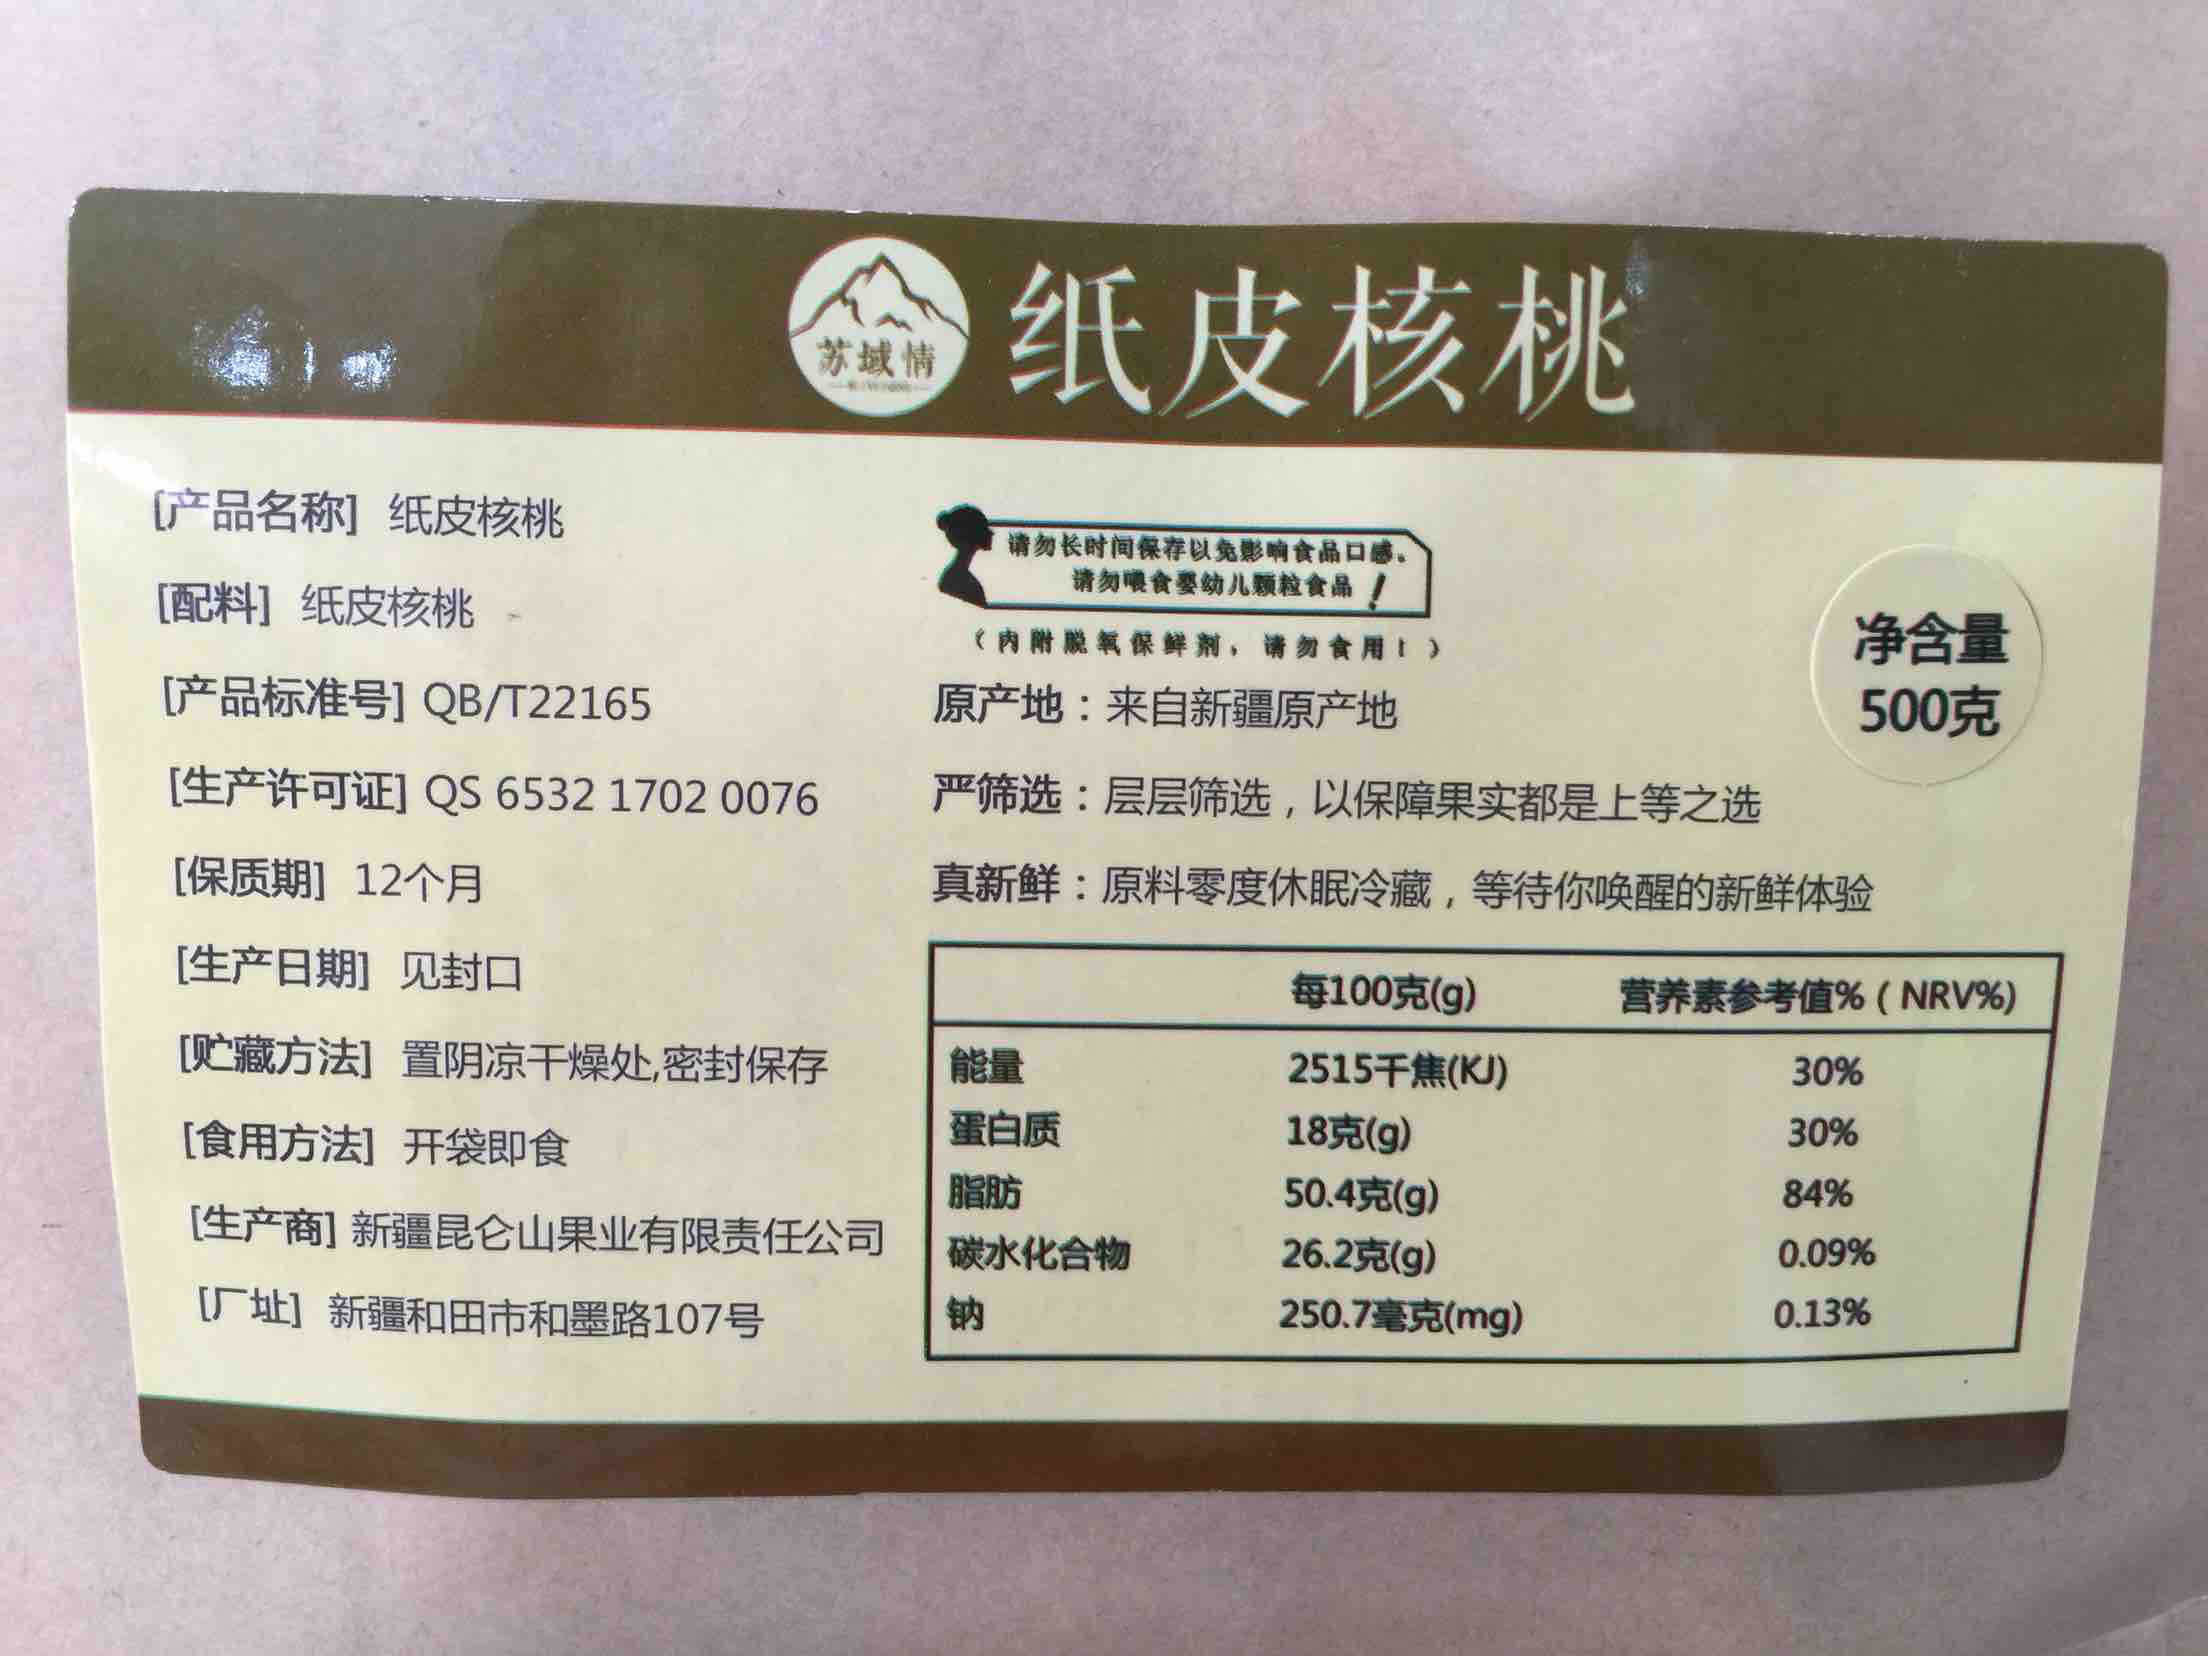 苏域情
纸皮核桃
[产品名称] 纸皮核桃
[配料] 纸皮核桃
[产品标准号] QB/T22165
[生产许可证] QS 6532 1702 0076
[保质期] 12个月
[生产日期] 见封口
[贮藏方法] 置阴凉干燥处,密封保存
[食用方法] 开袋即食
[生产商] 新疆昆仑山果业有限责任公司
[厂址] 新疆和田市和墨路107号
请勿长时间保存以免影响食品口感。
请勿喂食婴幼儿颗粒食品！
（内附脱氧保鲜剂，请勿食用！）
原产地：来自新疆原产地
严筛选：层层筛选，以保障果实都是上等之选
真新鲜：原料零度休眠冷藏，等待你唤醒的新鲜体验
净含量
500克
每100克(g) 营养素参考值%（NRV%)
能量 2515千焦(KJ) 30%
蛋白质 18克(g) 30%
脂肪 50.4克(g) 84%
碳水化合物 26.2克(g) 0.09%
钠 250.7毫克(mg) 0.13%